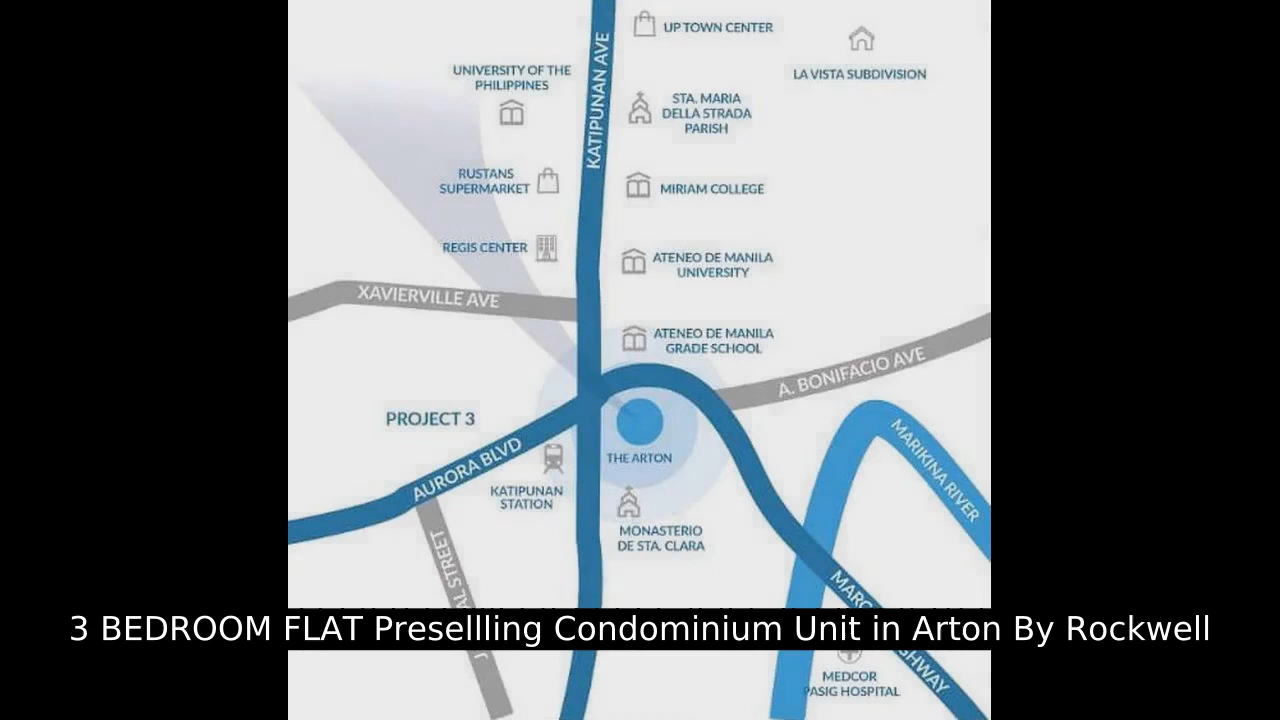 UP TOWN CENTER
LA VISTA SUBDIVISION
KATIPUNAN AVE
UNIVERSITY OF THE
PHILIPPINES
STA. MARIA
DELLA STRADA
PARISH
RUSTANS
SUPERMARKET
MIRIAM COLLEGE
REGIS CENTER
ATENEO DE MANILA
UNIVERSITY
XAVIERVILLE AVE
ATENEO DE MANILA
GRADE SCHOOL
A. BONIFACIO AVE
PROJECT 3
AURORA BLVD
THE ARTON
MARIKINA RIVER
KATIPUNAN
STATION
MONASTERIO
DE STA. CLARA
STREET
3 BEDROOM FLAT Presellling Condominium Unit in Arton By Rockwell
MEDCOR
PASIG HOSPITAL